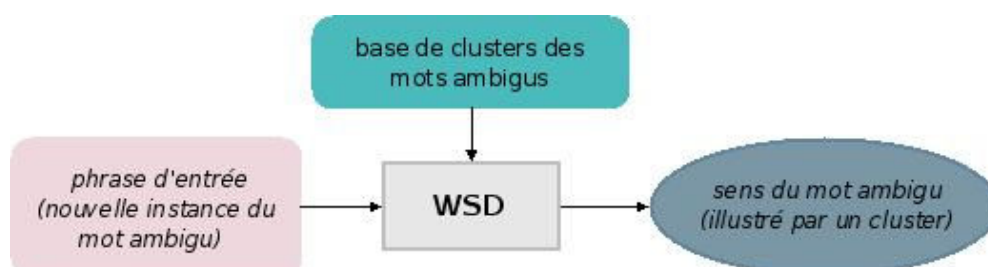 base de clusters des
mots ambigus
phrase d'entrée
(nouvelle instance du
mot ambigu)
WSD
sens du mot ambigu
(illustré par un cluster)